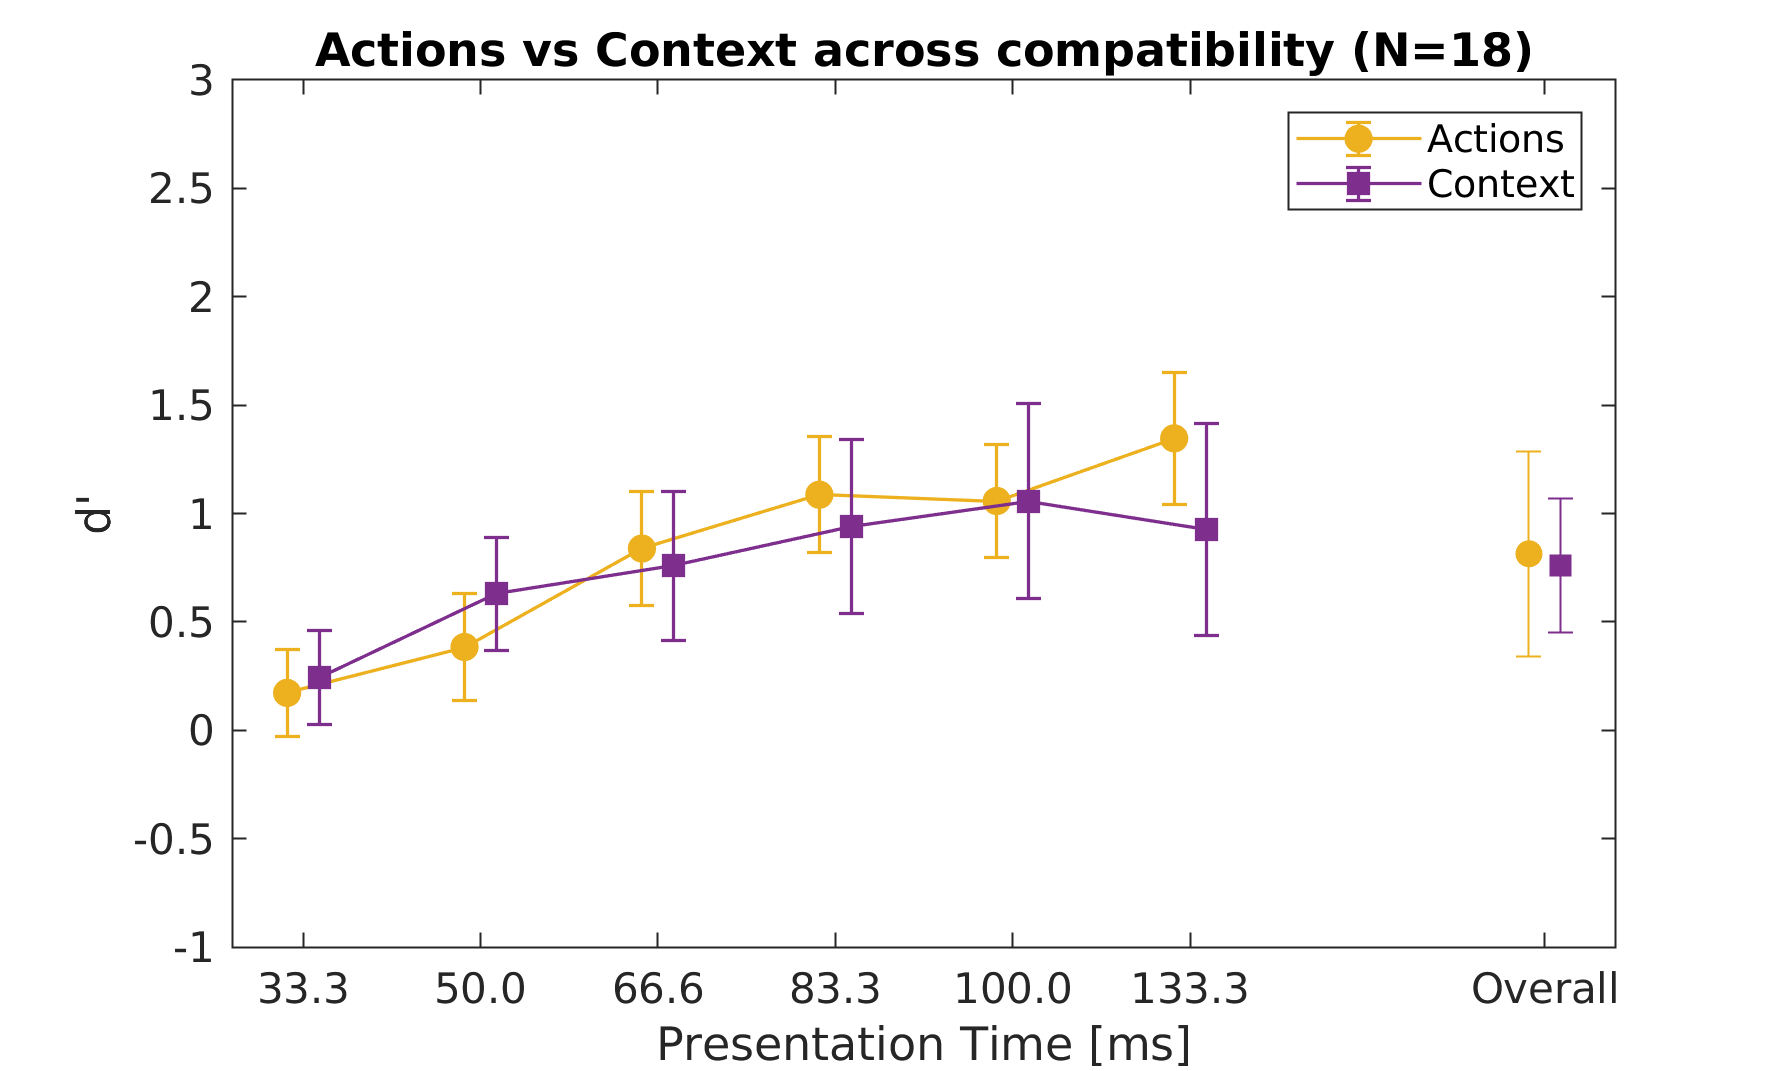 Actions vs Context across compatibility (N=18)
3
2.5
2
1.5
1
0.5
0
-0.5
-1
d'
Actions
Context
33.3 50.0 66.6 83.3 100.0 133.3 Overall
Presentation Time [ms]